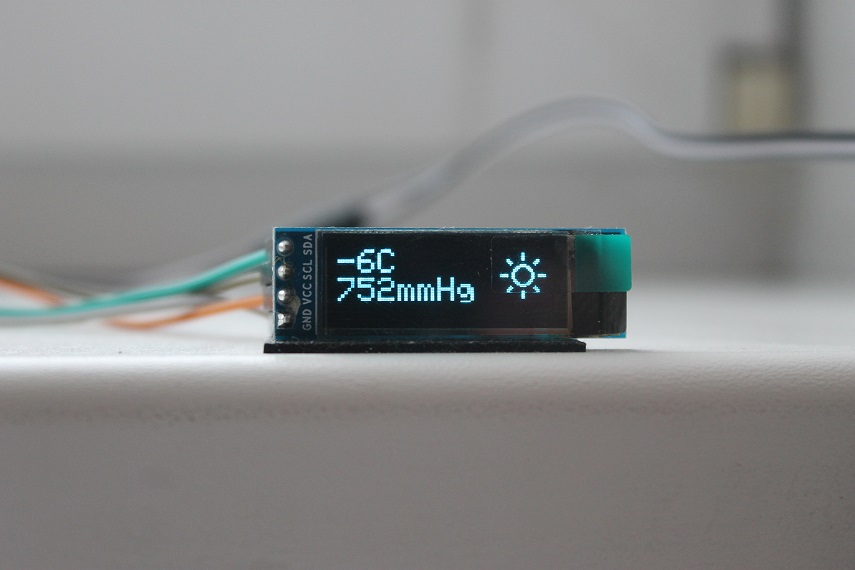 -6C
752mmHg
GND VCC SCL SDA